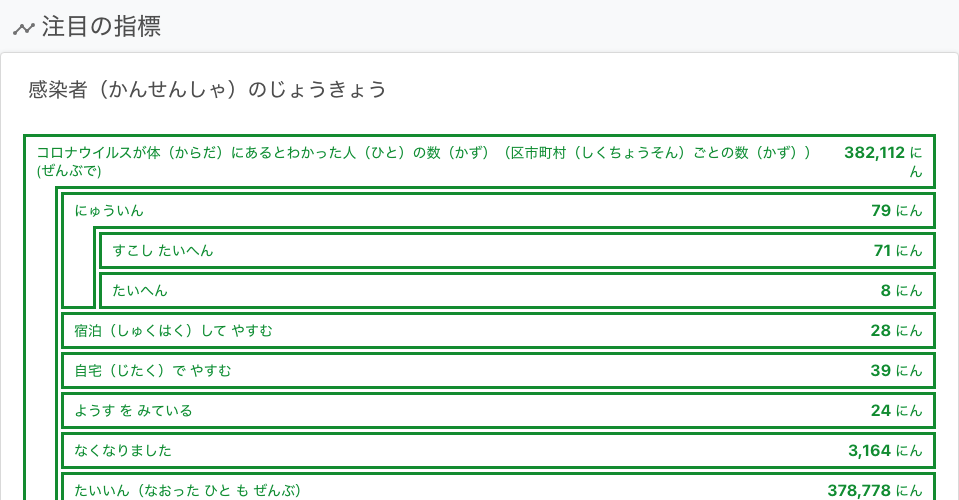 注目の指標
感染者（かんせんしゃ）のじょうきょう
コロナウイルスが体（からだ）にあるとわかった人（ひと）の数（かず）（区市町村（しくちょうそん）ごとの数（かず））
(ぜんぶで)
382,112 に
ん
にゅういん 79 にん
すこし たいへん 71 にん
たいへん 8 にん
宿泊（しゅくはく）して やすむ 28 にん
自宅（じたく）で やすむ 39 にん
ようす を みている 24 にん
なくなりました 3,164 にん
たいいん（なおった ひと も ぜんぶ） 378,778 にん